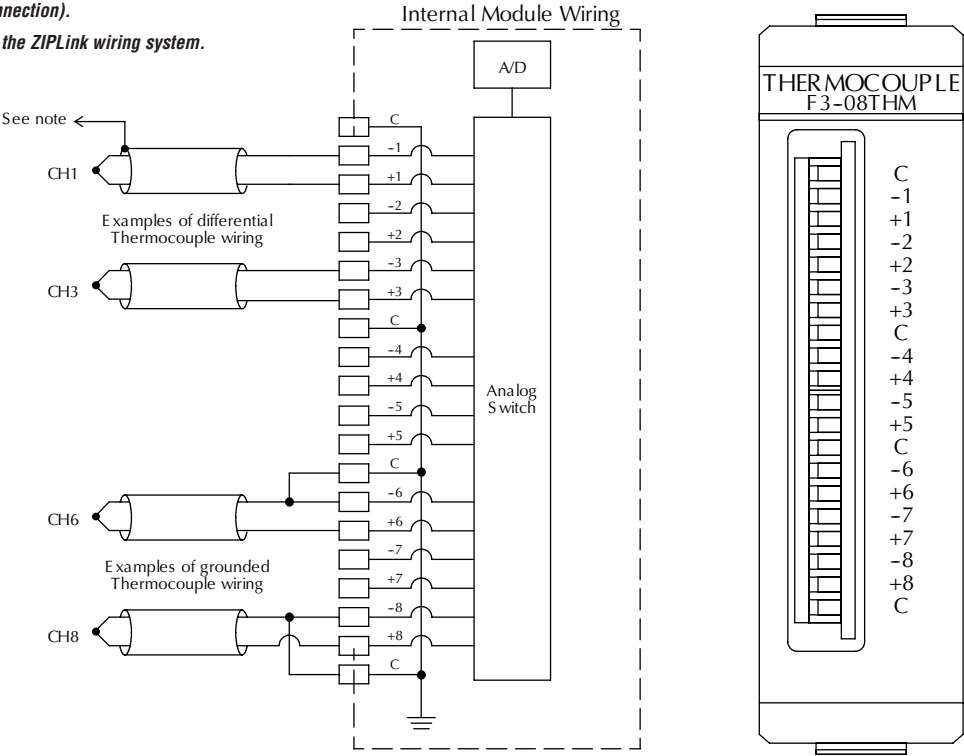 nnection).
the ZIPLink wiring system.
Internal Module Wiring
A/D
See note
C
-1
CH1
+1
-2
Examples of differential
Thermocouple wiring
+2
-3
CH3
+3
C
-4
+4
Analog
Switch
-5
+5
C
-6
CH6
+6
-7
Examples of grounded
Thermocouple wiring
+7
-8
CH8
+8
C
THERMOCOUPLE
F3-08THM
C
-1
+1
-2
+2
-3
+3
C
-4
+4
-5
+5
C
-6
+6
-7
+7
-8
+8
C